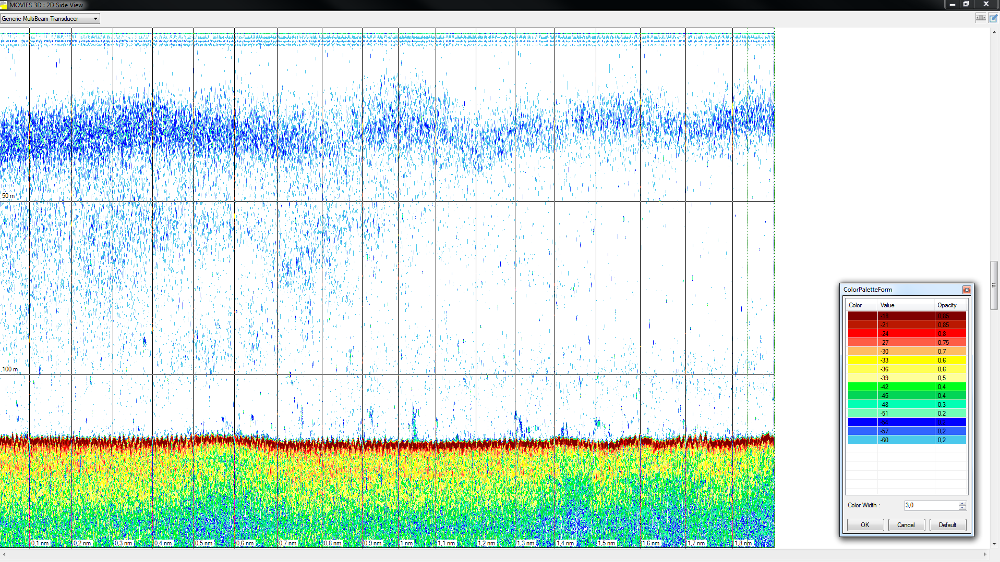 MOVIES 3D : 2D Side View
Generic MultiBeam Transducer
50 m
100 m
0,1 nm 0,2 nm 0,3 nm 0,4 nm 0,5 nm 0,6 nm 0,7 nm 0,8 nm 0,9 nm 1 nm 1,1 nm 1,2 nm 1,3 nm 1,4 nm 1,5 nm 1,6 nm 1,7 nm 1,8 nm
ColorPaletteForm
Color Value Opacity
-18 0,85
-21 0,85
-24 0,8
-27 0,75
-30 0,7
-33 0,6
-36 0,6
-39 0,5
-42 0,4
-45 0,4
-48 0,3
-51 0,2
-54 0,2
-57 0,2
-60 0,2
Color Width : 3,0
OK Cancel Default